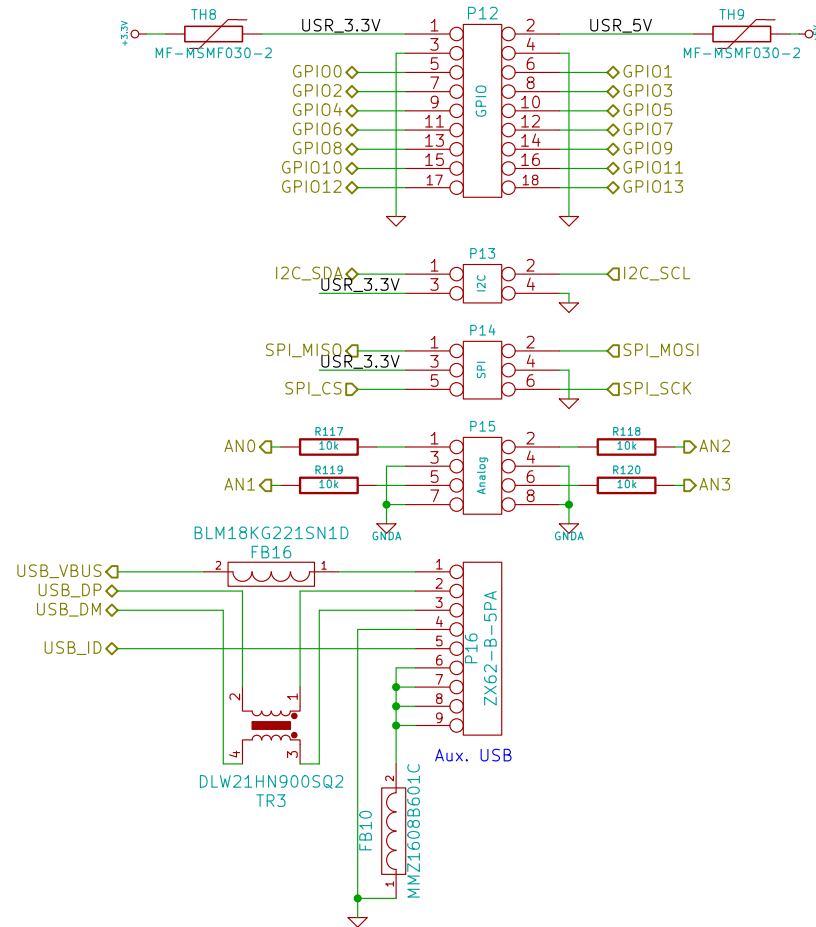 TH8 P12 TH9
+3.3V USR_3.3V 1 2 USR_5V
MF-MSMF030-2 3 4 MF-MSMF030-2
GPIO0 5 6 GPIO1
GPIO2 7 8 GPIO3
GPIO
GPIO4 9 10 GPIO5
GPIO6 11 12 GPIO7
GPIO8 13 14 GPIO9
GPIO10 15 16 GPIO11
GPIO12 17 18 GPIO13
P13
I2C_SDA 1 2 I2C_SCL
USR_3.3V 3 I2C 4
P14
SPI_MISO 1 2 SPI_MOSI
USR_3.3V 3 SPI 4
SPI_CS 5 6 SPI_SCK
P15
R117 R118
AN0 10k 1 2 10k AN2
3 Analog 4
R119 R120
AN1 10k 5 6 10k AN3
7 8
GNDA GNDA
BLM18KG221SN1D
FB16
USB_VBUS 2 1 1
USB_DP 2
USB_DM 3
4
USB_ID 5
6
7
8
9
P16
ZX62-B-5PA
2 1
4 3
Aux. USB
DLW21HN900SQ2
TR3
2
FB10
MMZ1608B601C
1